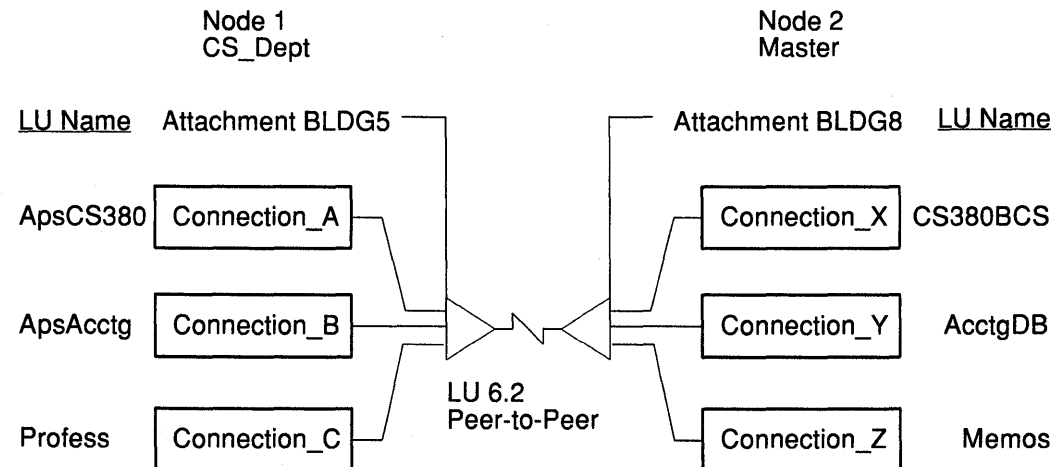 Node 1
CS_Dept
Node 2
Master
LU Name
Attachment BLDG5
Attachment BLDG8
LU Name
ApsCS380
Connection_A
Connection_X
CS380BCS
ApsAcctg
Connection_B
Connection_Y
AcctgDB
LU 6.2
Peer-to-Peer
Profess
Connection_C
Connection_Z
Memos